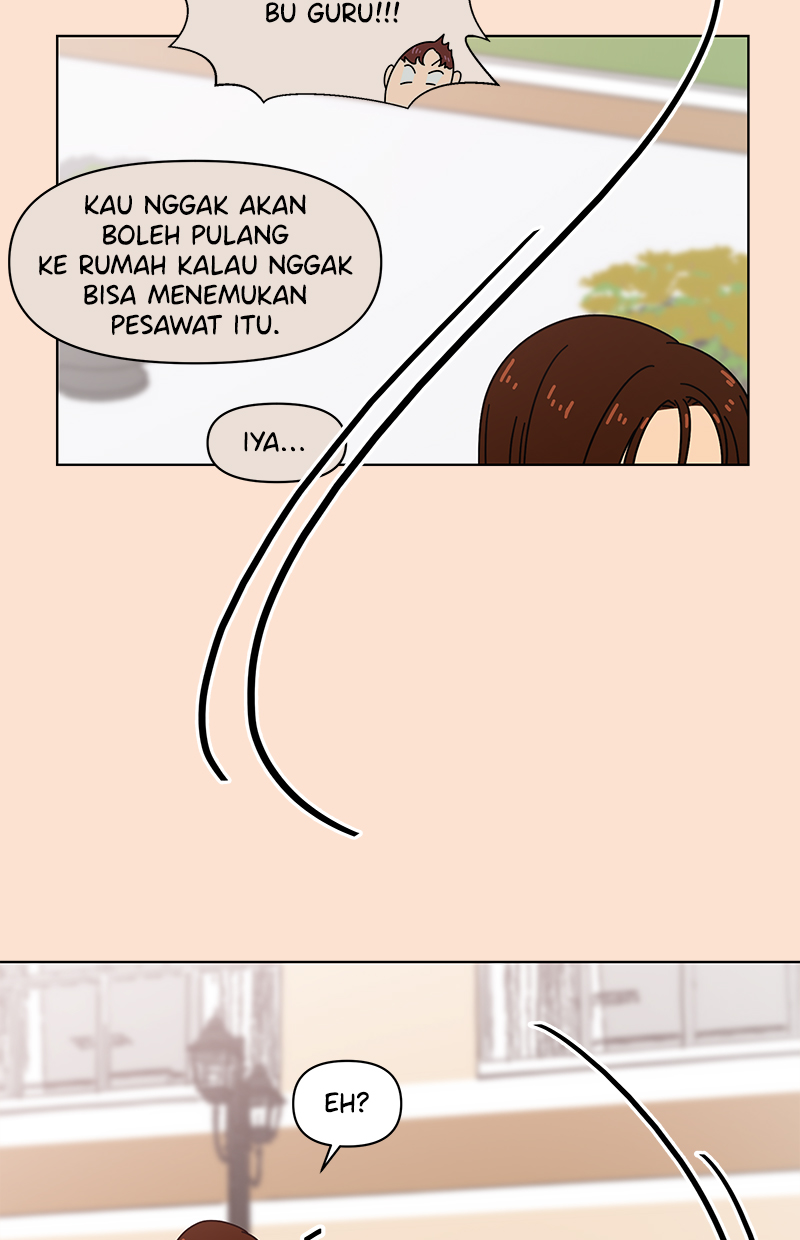 BU GURU!!!
KAU NGGAK AKAN
BOLEH PULANG
KE RUMAH KALAU NGGAK
BISA MENEMUKAN
PESAWAT ITU.
IYA...
EH?